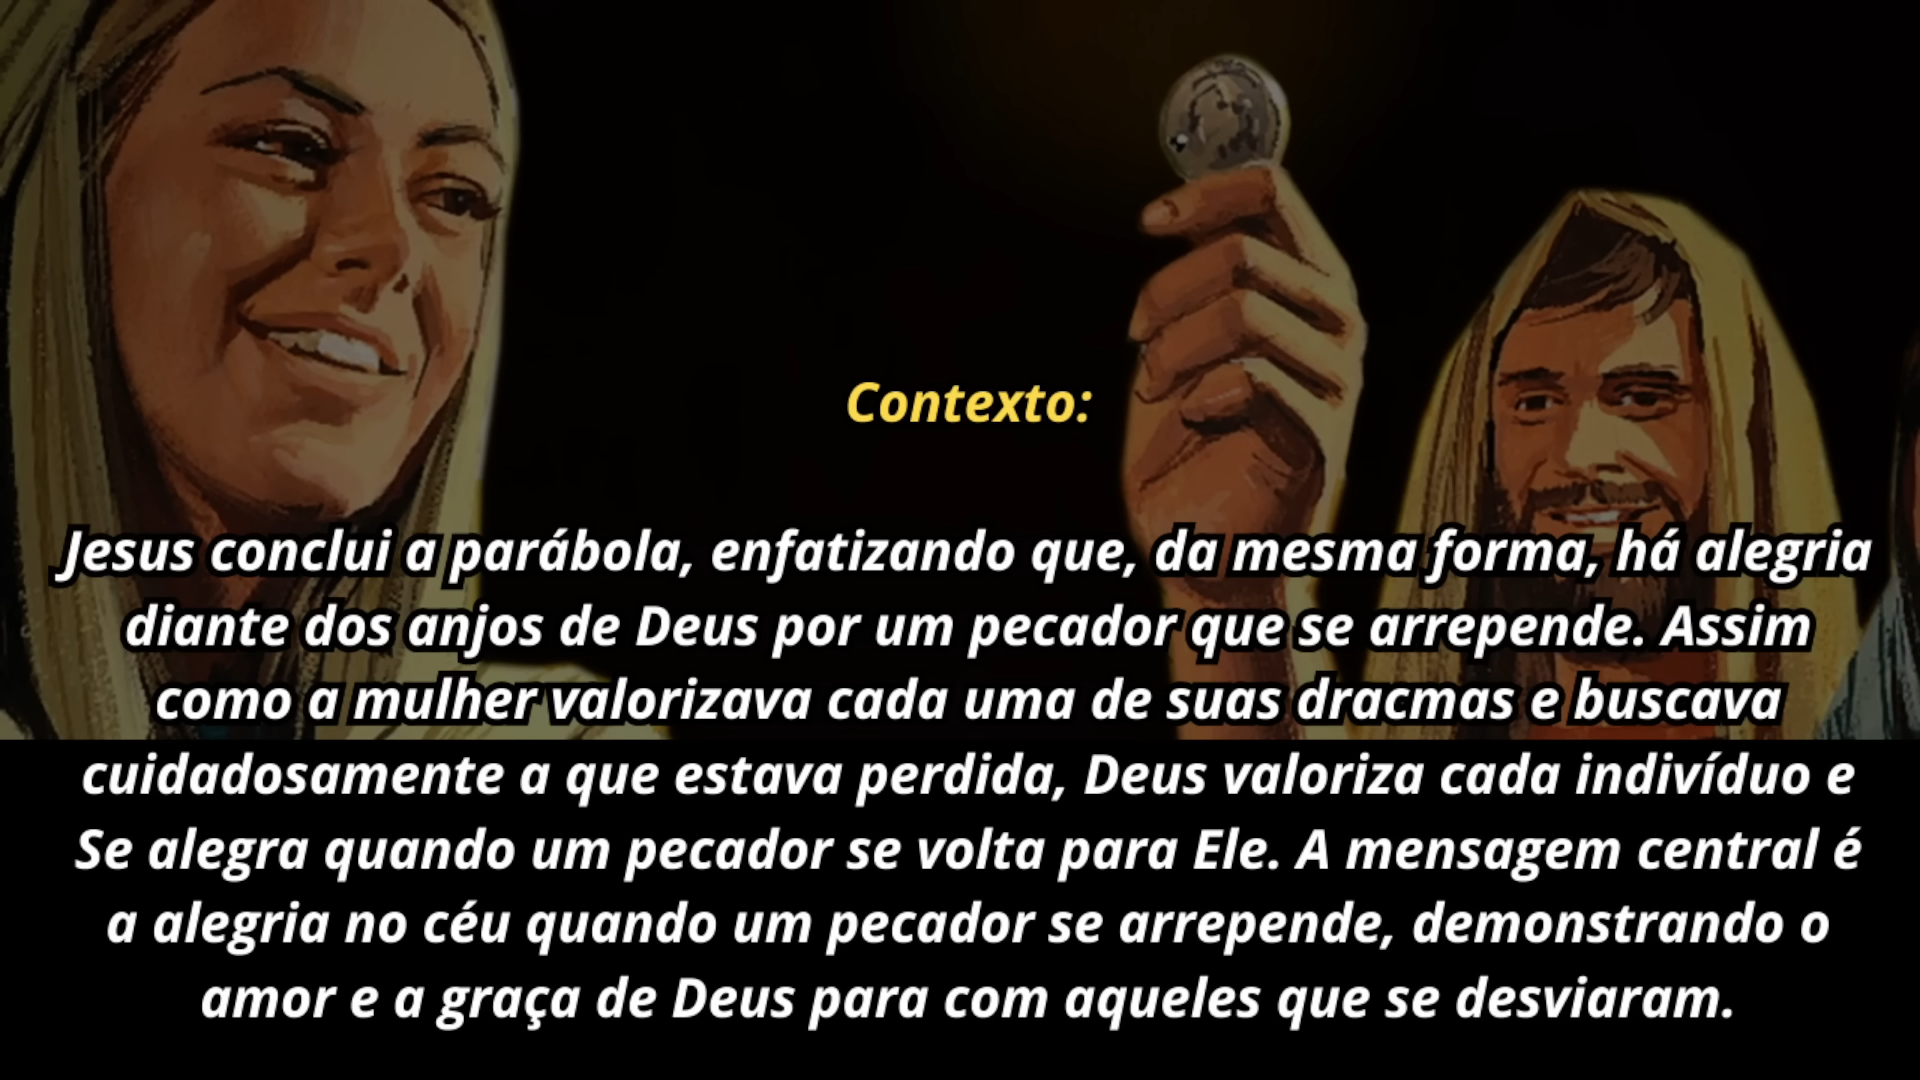 Contexto:
Jesus conclui a parábola, enfatizando que, da mesma forma, há alegria
diante dos anjos de Deus por um pecador que se arrepende. Assim
como a mulher valorizava cada uma de suas dracmas e buscava
cuidadosamente a que estava perdida, Deus valoriza cada indivíduo e
Se alegra quando um pecador se volta para Ele. A mensagem central é
a alegria no céu quando um pecador se arrepende, demonstrando o
amor e a graça de Deus para com aqueles que se desviaram.